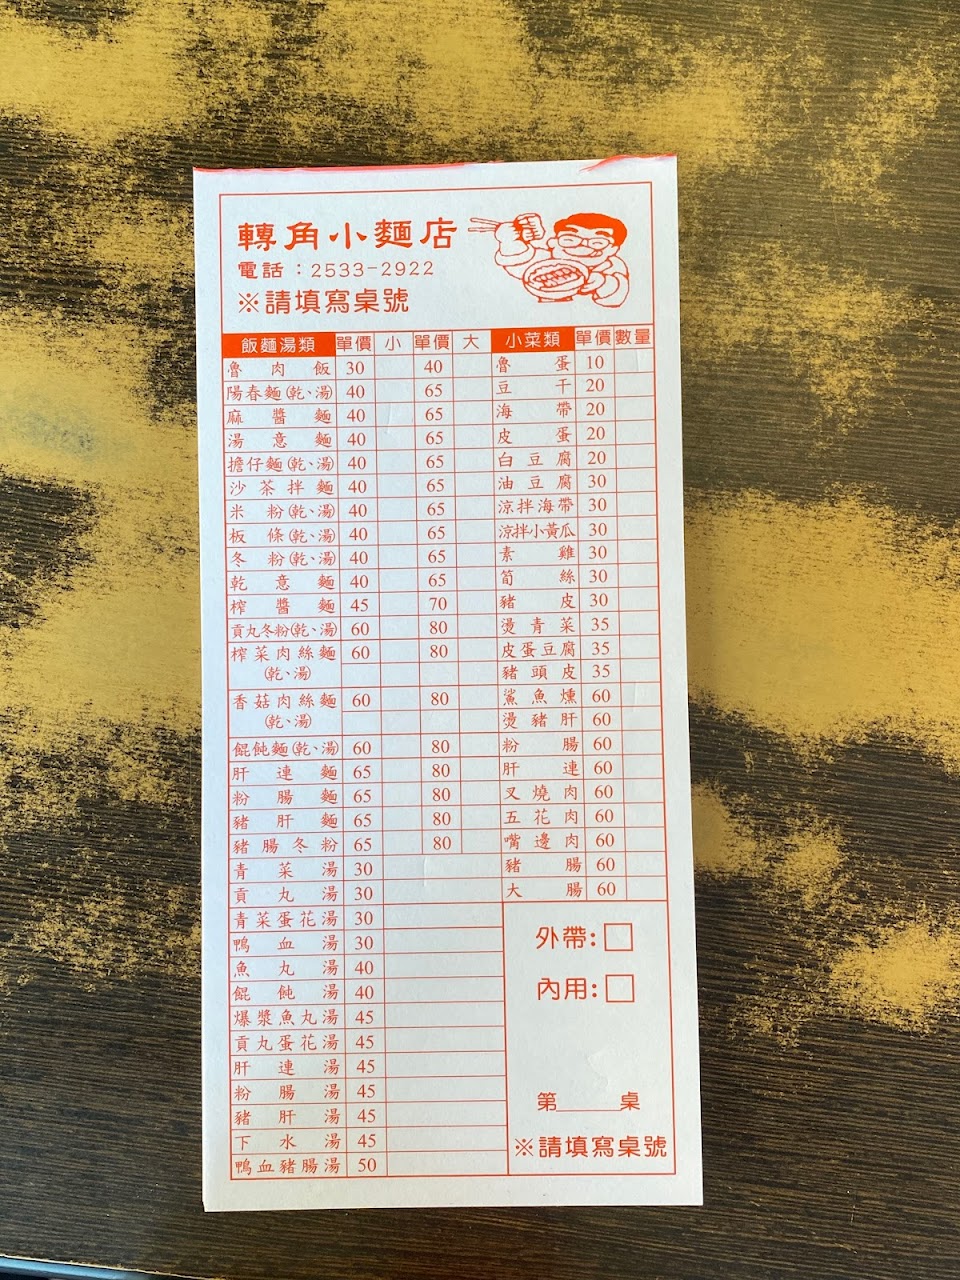 轉角小麵店
電話：2533-2922
※請填寫桌號
飯麵湯類 單價 小 單價 大
魯肉飯 30 40
陽春麵(乾、湯) 40 65
麻醬麵 40 65
湯意麵 40 65
擔仔麵(乾、湯) 40 65
沙茶拌麵 40 65
米粉(乾、湯) 40 65
板條(乾、湯) 40 65
冬粉(乾、湯) 40 65
乾意麵 40 65
榨醬麵 45 70
貢丸冬粉(乾、湯) 60 80
榨菜肉絲麵 60 80
(乾、湯)
香菇肉絲麵 60 80
(乾、湯)
餛飩麵(乾、湯) 60 80
肝連麵 65 80
粉腸麵 65 80
豬肝麵 65 80
豬腸冬粉 65 80
青菜湯 30
貢丸湯 30
青菜蛋花湯 30
鴨血湯 30
魚丸湯 40
餛飩湯 40
爆漿魚丸湯 45
貢丸蛋花湯 45
肝連湯 45
粉腸湯 45
豬肝湯 45
下水湯 45
鴨血豬腸湯 50
小菜類 單價 數量
魯蛋 10
豆干 20
海帶 20
皮蛋 20
白豆腐 20
油豆腐 30
涼拌海帶 30
涼拌小黃瓜 30
素雞 30
筍絲 30
豬皮 30
燙青菜 35
皮蛋豆腐 35
豬頭皮 35
鯊魚燻 60
燙豬肝 60
粉腸 60
肝連 60
叉燒肉 60
五花肉 60
嘴邊肉 60
豬腸 60
大腸 60
外帶:□
內用:□
第____桌
※請填寫桌號